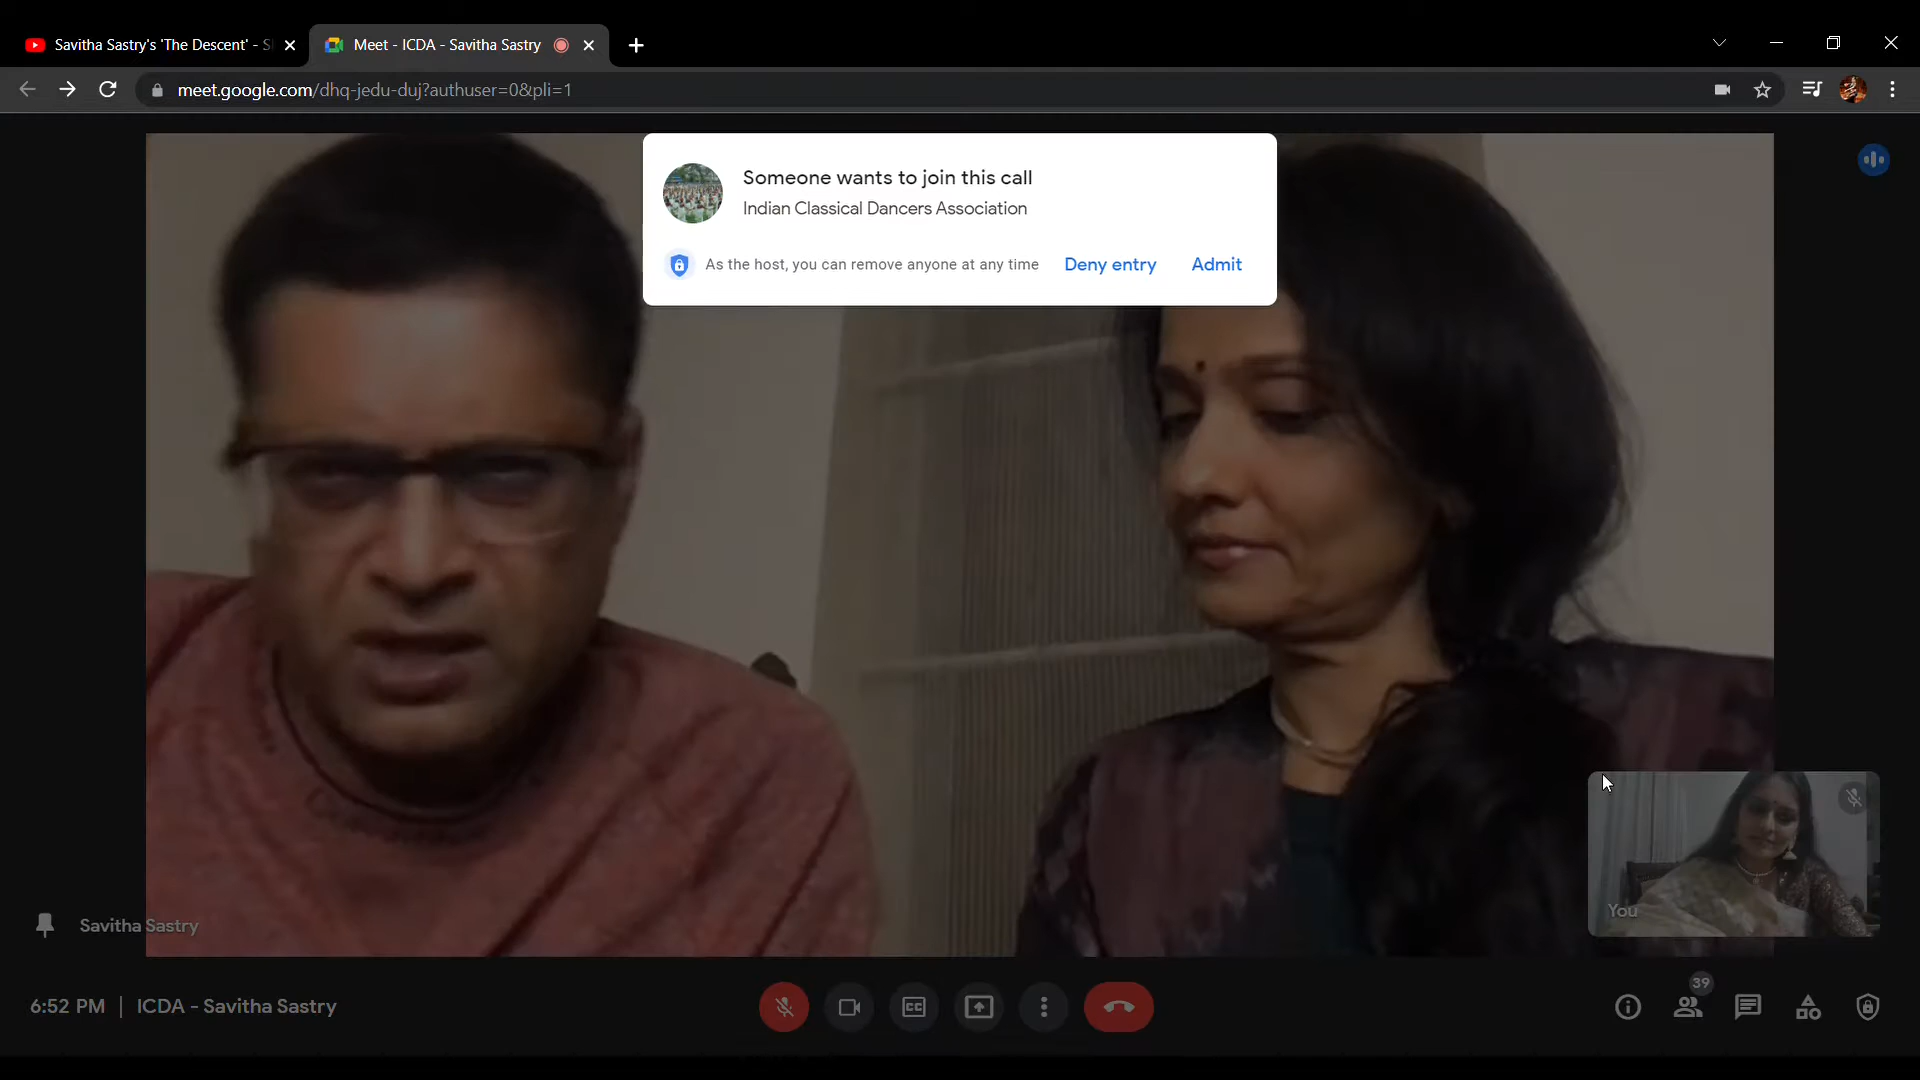 Savitha Sastry's 'The Descent' - S
Meet - ICDA - Savitha Sastry
meet.google.com/dhq-jedu-duj?authuser=0&pli=1
Someone wants to join this call
Indian Classical Dancers Association
As the host, you can remove anyone at any time
Deny entry
Admit
You
Savitha Sastry
6:52 PM | ICDA - Savitha Sastry
CC
39